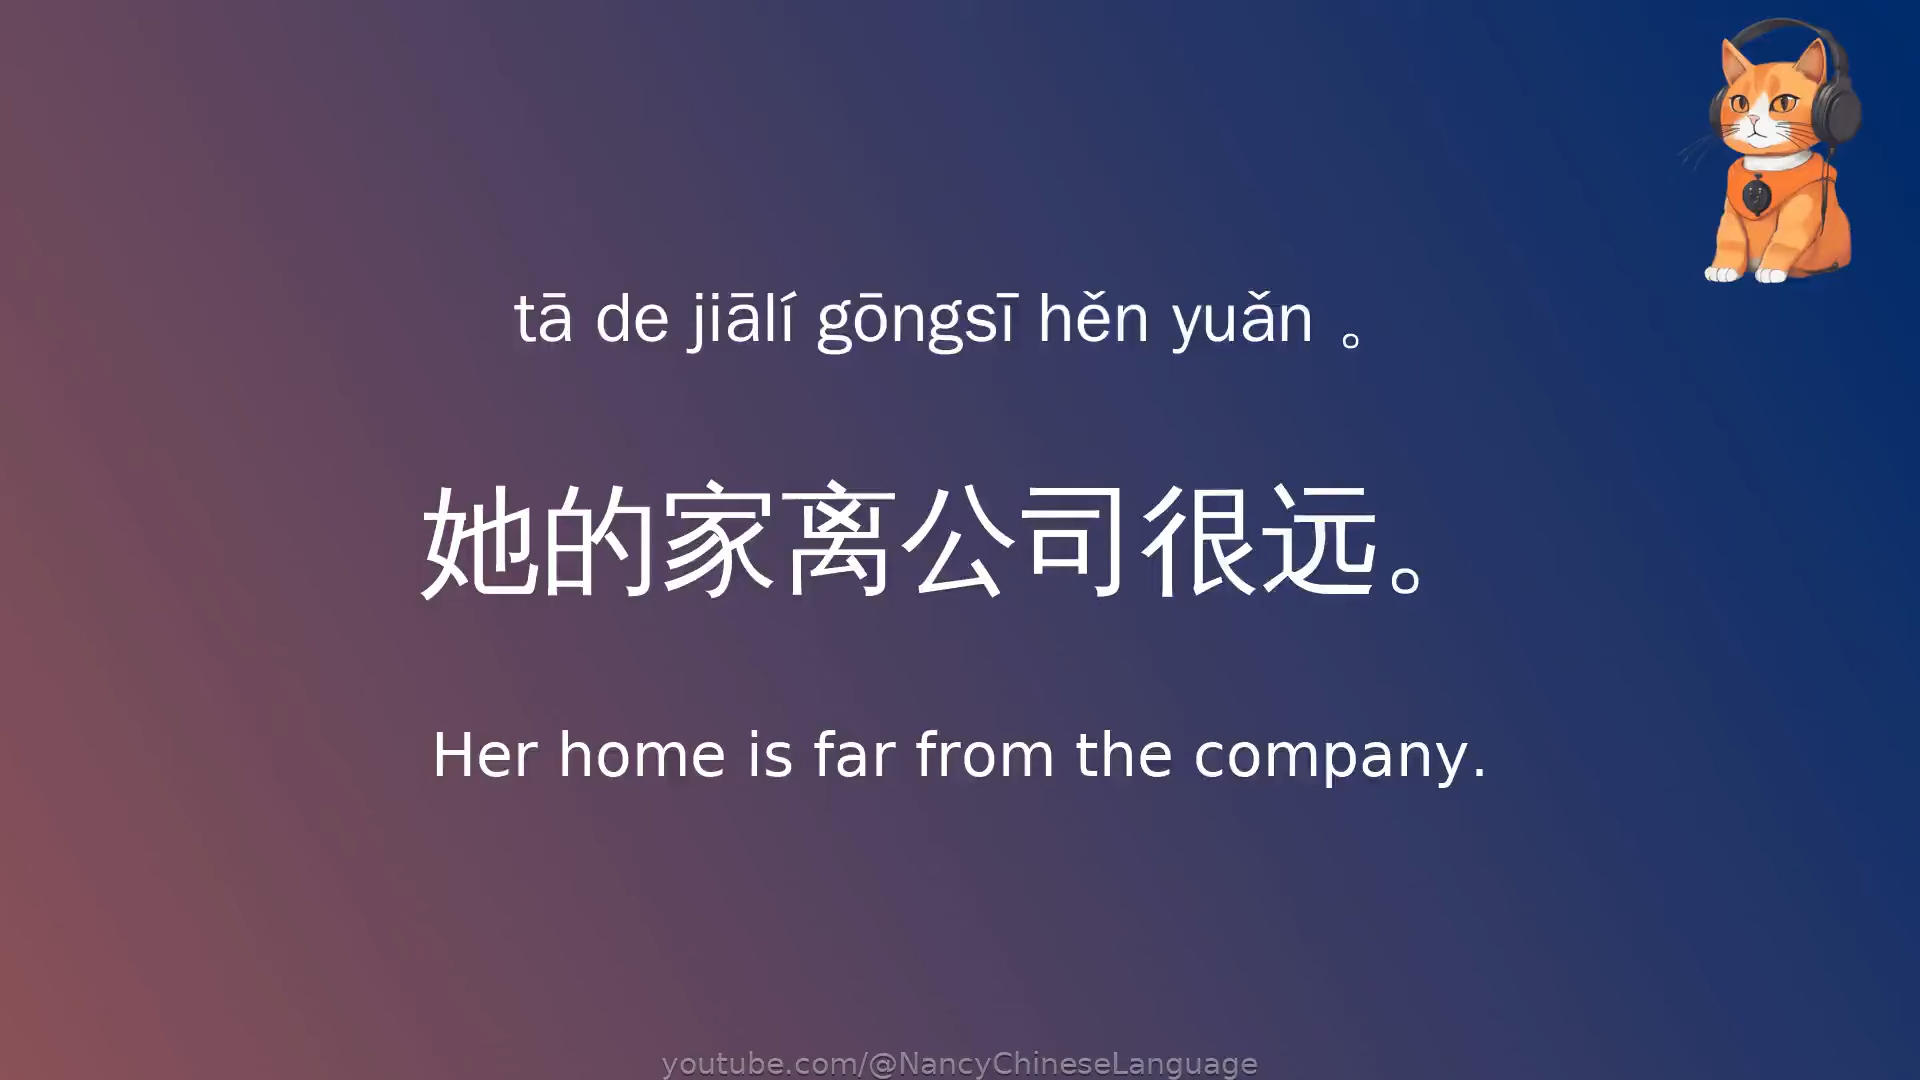 tā de jiālí gōngsī hěn yuǎn 。
她的家离公司很远。
Her home is far from the company.
youtube.com/@NancyChineseLanguage